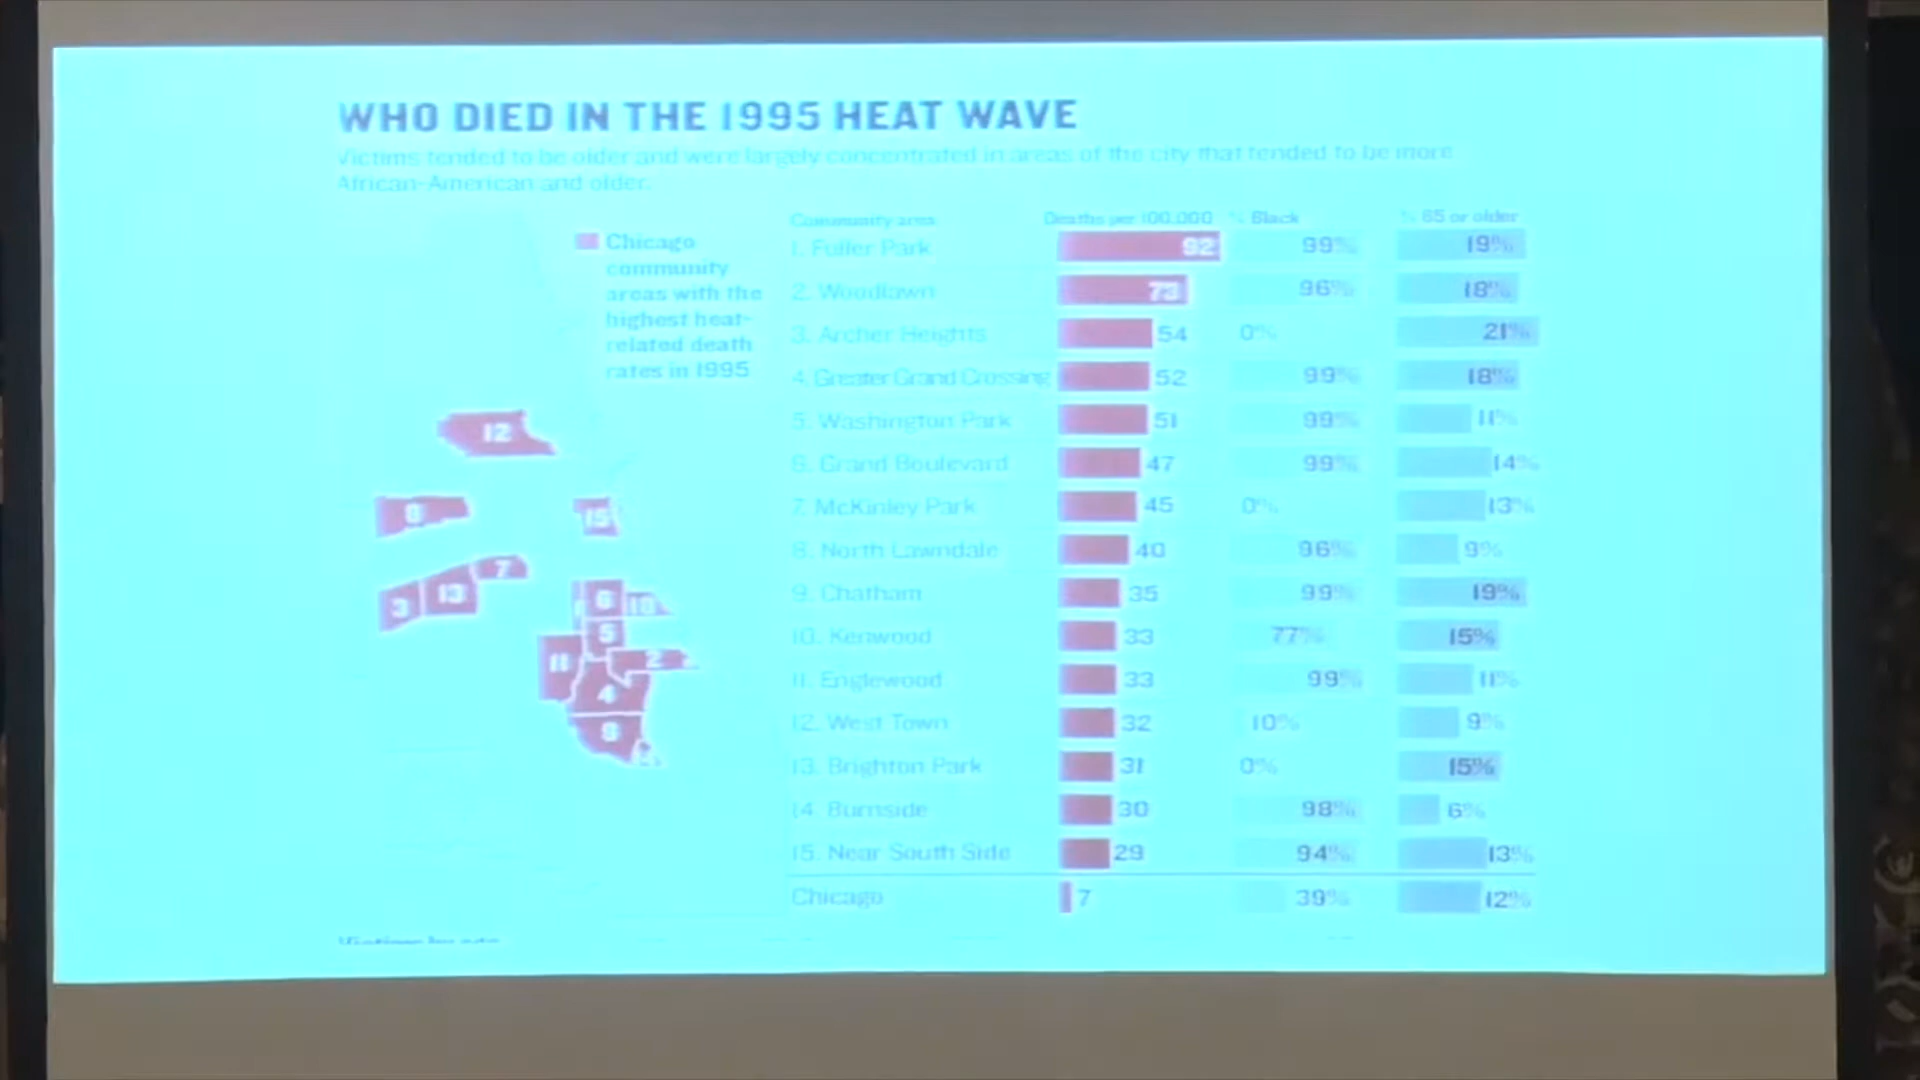 WHO DIED IN THE 1995 HEAT WAVE
Victims tended to be older and were largely concentrated in areas of the city that tended to be more
African-American and older.
Chicago
community
areas with the
highest heat-
related death
rates in 1995
Community area Deaths per 100,000 % Black % 65 or older
1. Fuller Park 92 99% 19%
2. Woodlawn 73 96% 18%
3. Archer Heights 54 0% 21%
4. Greater Grand Crossing 52 99% 18%
5. Washington Park 51 99% 11%
6. Grand Boulevard 47 99% 14%
7. McKinley Park 45 0% 13%
8. North Lawndale 40 96% 9%
9. Chatham 35 99% 19%
10. Kenwood 33 77% 15%
11. Englewood 33 99% 11%
12. West Town 32 10% 9%
13. Brighton Park 31 0% 15%
14. Burnside 30 98% 6%
15. Near South Side 29 94% 13%
Chicago 7 39% 12%
12
8
15
7
3 13
6 10
5
11 2
4
9
Victims by age